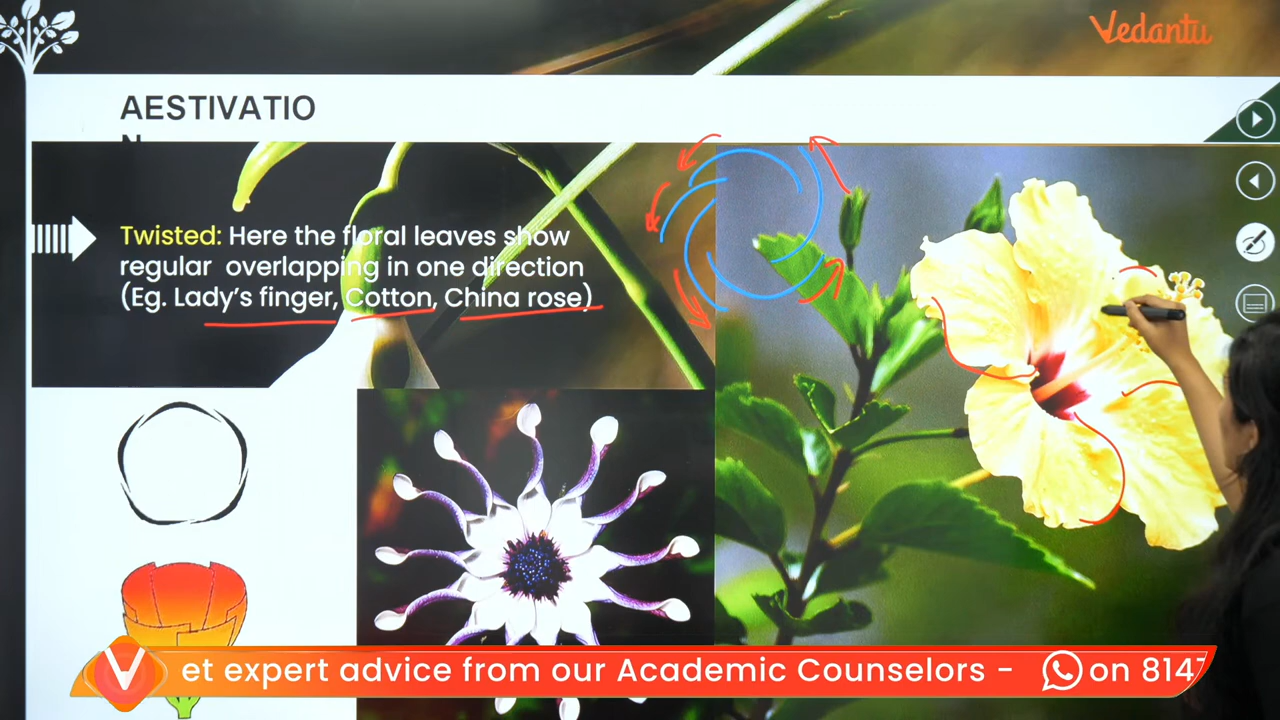 Vedantu
AESTIVATIO
Twisted: Here the floral leaves show
regular overlapping in one direction
(Eg. Lady's finger, Cotton, China rose)
et expert advice from our Academic Counselors - on 814